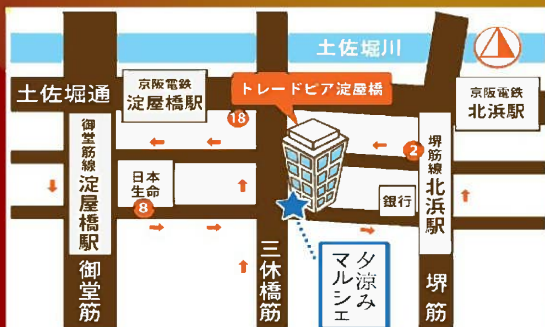 土佐堀川
土佐堀通
京阪電鉄
淀屋橋駅
トレードピア淀屋橋
京阪電鉄
北浜駅
18
2
御堂筋線
淀屋橋駅
日本
生命
8
堺筋線
北浜駅
銀行
御堂筋
三休橋筋
夕涼み
マルシェ
堺筋